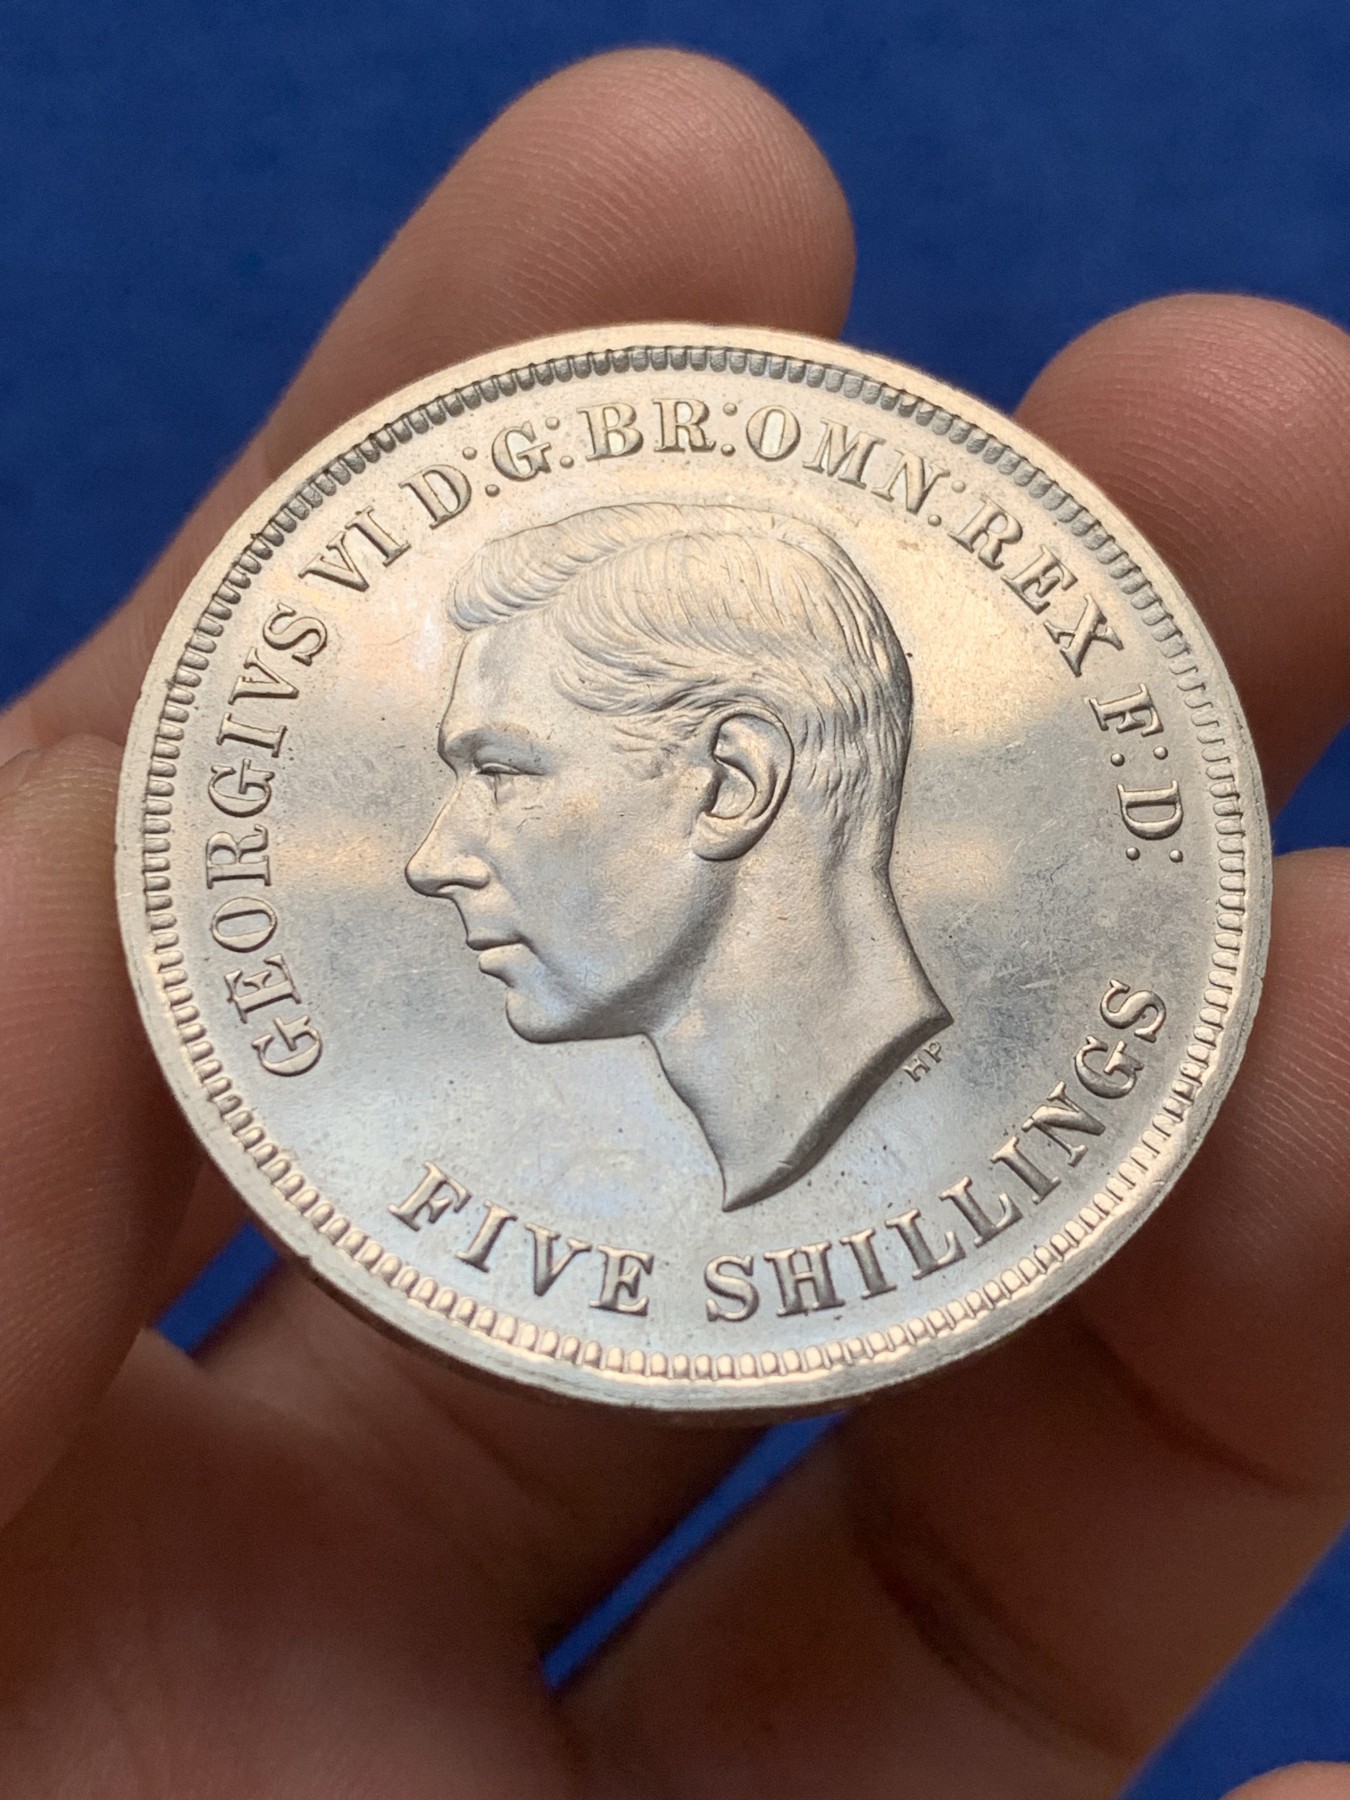 GEORGIVS VI D:G:BR:OMN:REX F:D:
HP
FIVE SHILLINGS